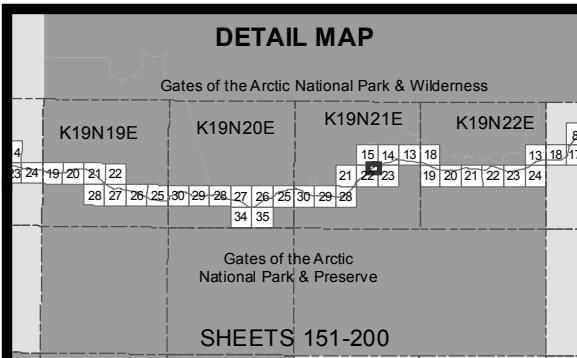 DETAIL MAP
Gates of the Arctic National Park & Wilderness
K19N19E K19N20E K19N21E K19N22E
8
4 15 14 13 18 13 18 17
23 24 19 20 21 22 21 22 23 19 20 21 22 23 24
28 27 26 25 30 29 28 27 26 25 30 29 28
34 35
Gates of the Arctic
National Park & Preserve
SHEETS 151-200